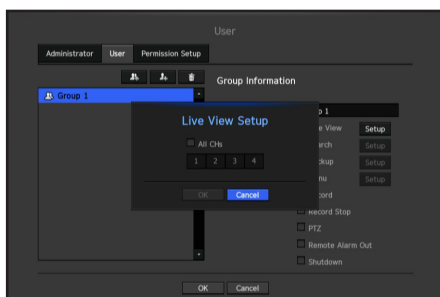 User
Administrator User Permission Setup
Group Information
Group 1
Live View Setup
All CHs
1 2 3 4
OK Cancel
View Setup
Setup
Setup
Setup
Record Stop
PTZ
Remote Alarm Out
Shutdown
OK Cancel